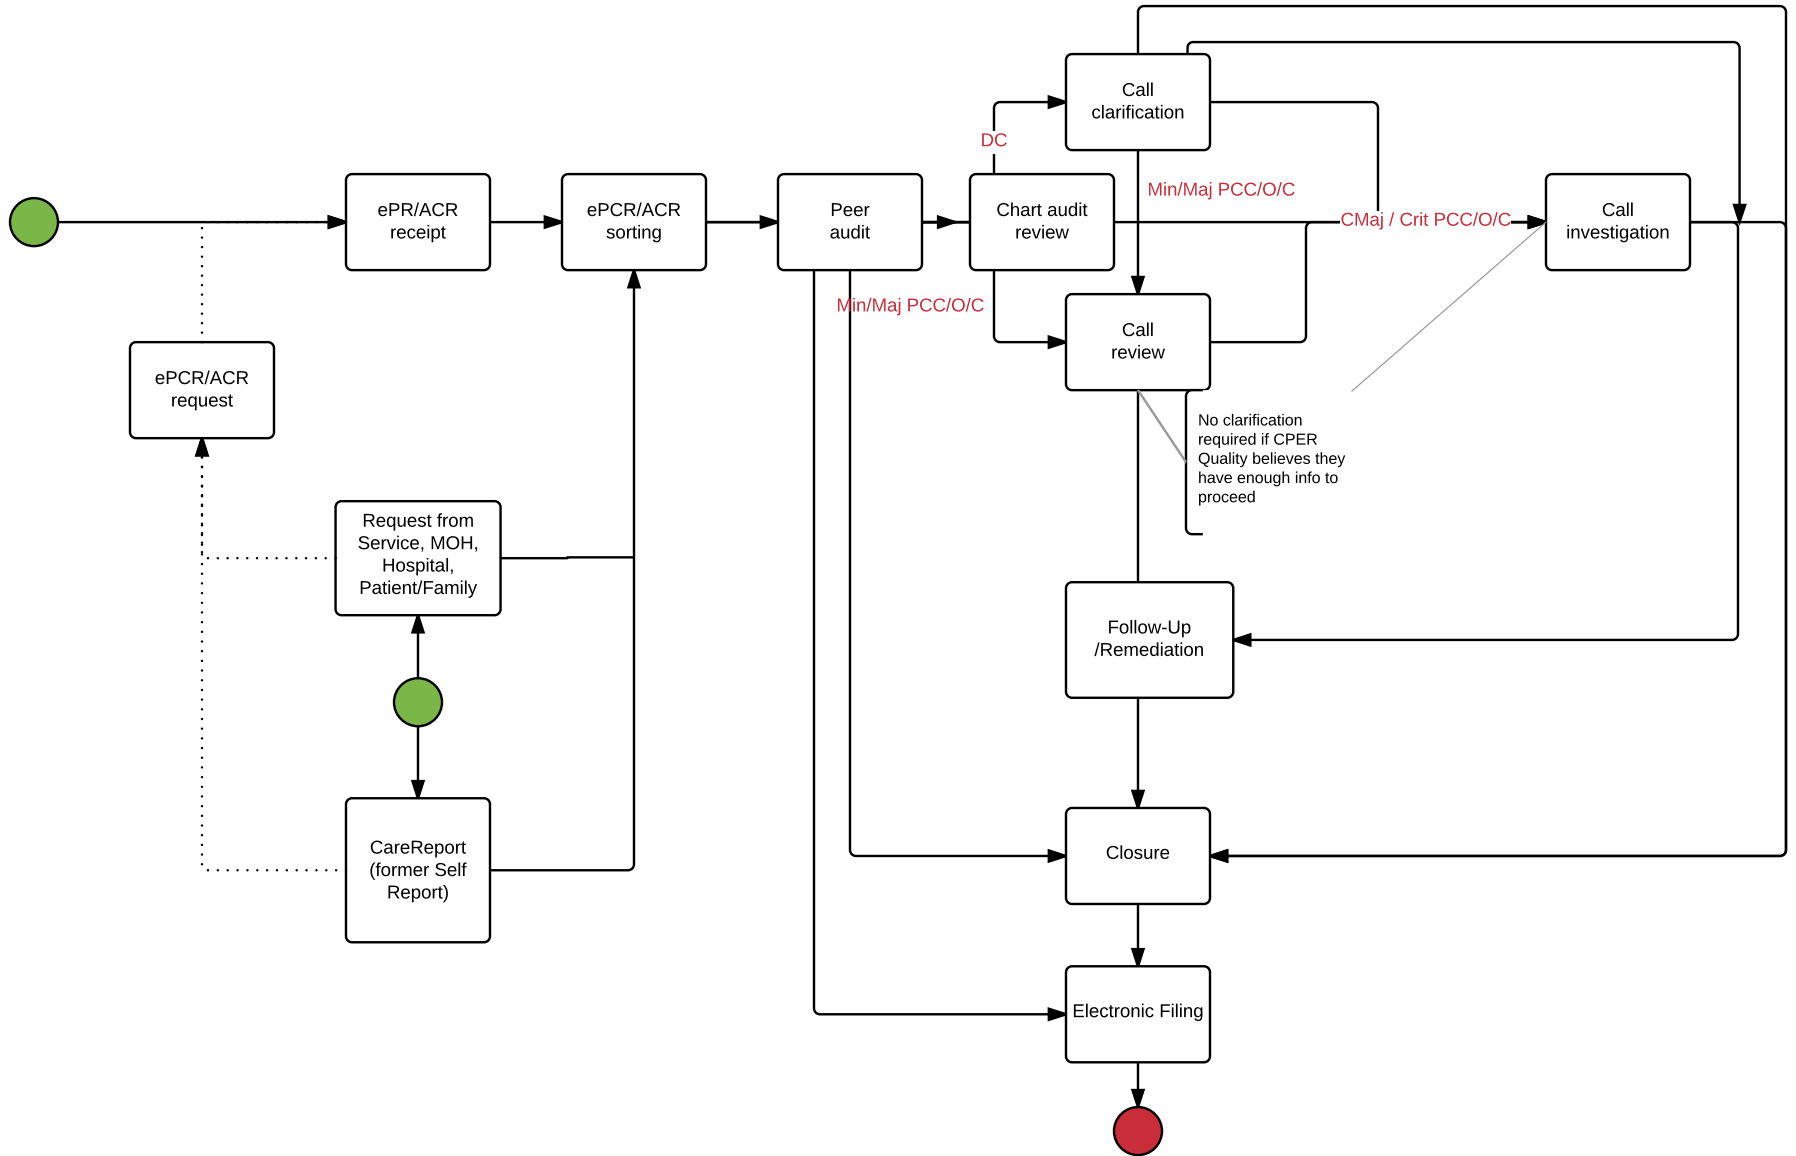 Call
clarification
DC
Min/Maj PCC/O/C
ePR/ACR
receipt
ePCR/ACR
sorting
Peer
audit
Chart audit
review
CMaj / Crit PCC/O/C
Call
investigation
Min/Maj PCC/O/C
Call
review
ePCR/ACR
request
No clarification
required if CPER
Quality believes they
have enough info to
proceed
Request from
Service, MOH,
Hospital,
Patient/Family
Follow-Up
/Remediation
CareReport
(former Self
Report)
Closure
Electronic Filing